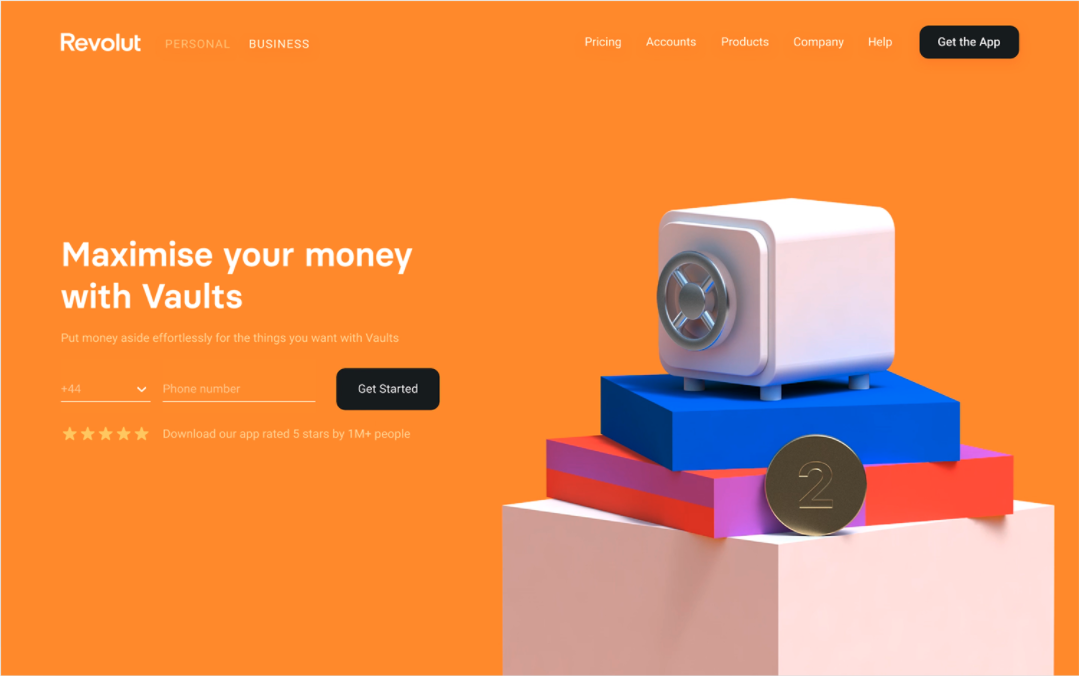 Revolut PERSONAL BUSINESS Pricing Accounts Products Company Help Get the App
Maximise your money
with Vaults
Put money aside effortlessly for the things you want with Vaults
+44 Phone number Get Started
Download our app rated 5 stars by 1M+ people
2